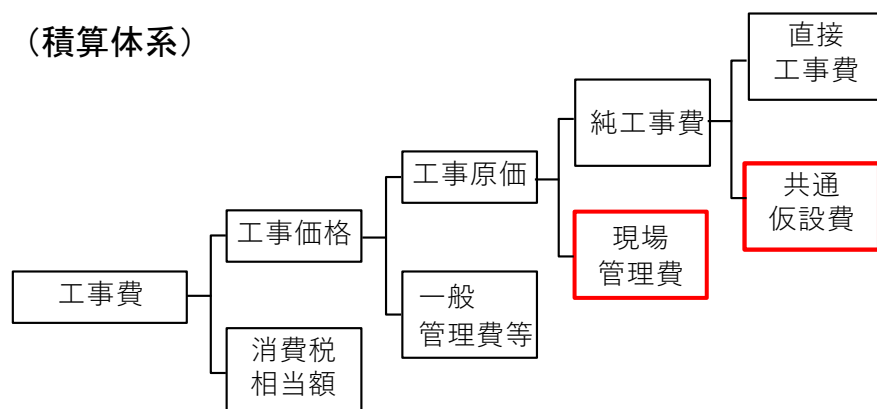 （積算体系）
直接
工事費
純工事費
工事原価
共通
仮設費
工事価格
現場
管理費
工事費
一般
管理費等
消費税
相当額